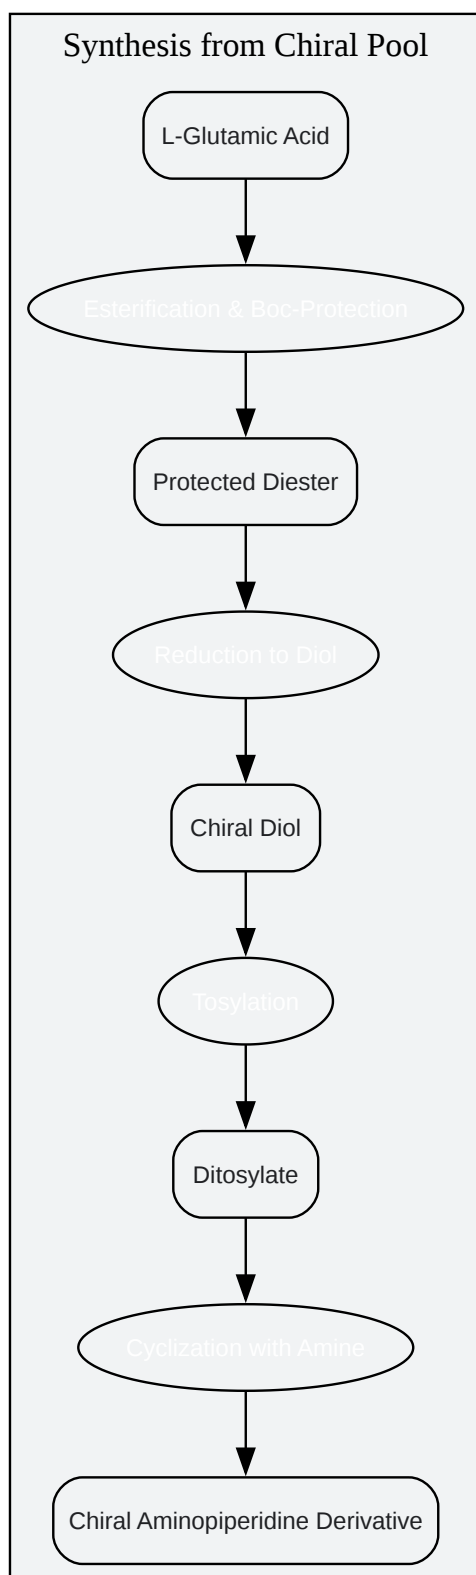 Synthesis from Chiral Pool
L-Glutamic Acid
Esterification & Boc-Protection
Protected Diester
Reduction to Diol
Chiral Diol
Tosylation
Ditosylate
Cyclization with Amine
Chiral Aminopiperidine Derivative